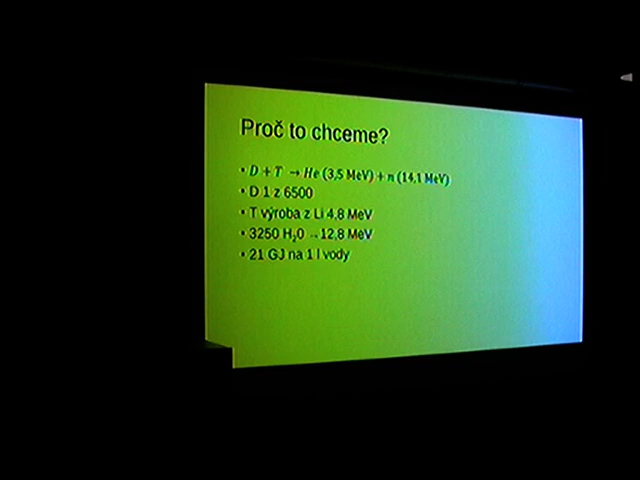 Proč to chceme?
• D + T → He (3,5 MeV) + n (14,1 MeV)
• D 1 z 6500
• T výroba z Li 4,8 MeV
• 3250 H₂0 →12,8 MeV
• 21 GJ na 1 l vody